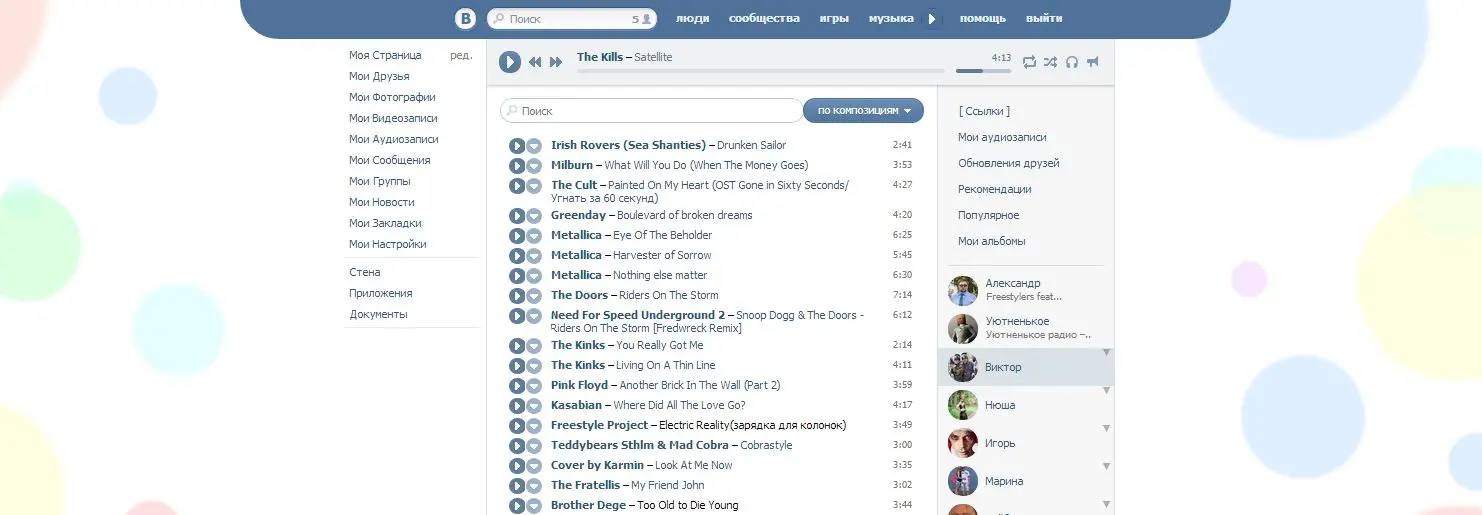 В Поиск 5 люди сообщества игры музыка помощь выйти
Моя Страница ред.
Мои Друзья
Мои Фотографии
Мои Видеозаписи
Мои Аудиозаписи
Мои Сообщения
Мои Группы
Мои Новости
Мои Закладки
Мои Настройки
Стена
Приложения
Документы
The Kills – Satellite 4:13
Поиск по композициям
Irish Rovers (Sea Shanties) – Drunken Sailor 2:41
Milburn – What Will You Do (When The Money Goes) 3:53
The Cult – Painted On My Heart (OST Gone in Sixty Seconds/ 4:27
Угнать за 60 секунд)
Greenday – Boulevard of broken dreams 4:20
Metallica – Eye Of The Beholder 6:25
Metallica – Harvester of Sorrow 5:45
Metallica – Nothing else matter 6:30
The Doors – Riders On The Storm 7:14
Need For Speed Underground 2 – Snoop Dogg & The Doors - 6:12
Riders On The Storm [Fredwreck Remix]
The Kinks – You Really Got Me 2:14
The Kinks – Living On A Thin Line 4:11
Pink Floyd – Another Brick In The Wall (Part 2) 3:59
Kasabian – Where Did All The Love Go? 4:17
Freestyle Project – Electric Reality(зарядка для колонок) 3:49
Teddybears Sthlm & Mad Cobra – Cobrastyle 3:00
Cover by Karmin – Look At Me Now 3:35
The Fratellis – My Friend John 3:02
Brother Dege – Too Old to Die Young 3:44
[ Ссылки ]
Мои аудиозаписи
Обновления друзей
Рекомендации
Популярное
Мои альбомы
Александр
Freestylers feat...
Уютненькое
Уютненькое радио –..
Виктор
Нюша
Игорь
Марина